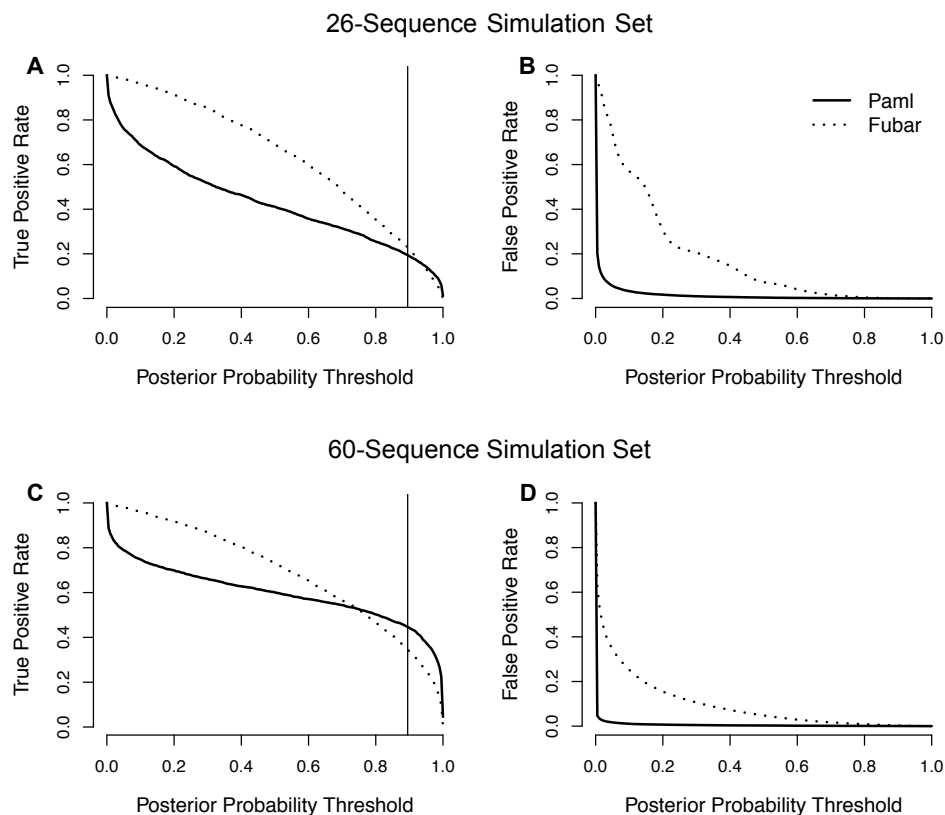 26-Sequence Simulation Set
A
True Positive Rate
0.0 0.2 0.4 0.6 0.8 1.0
0.0 0.2 0.4 0.6 0.8 1.0
Posterior Probability Threshold
B
Paml
Fubar
False Positive Rate
0.0 0.2 0.4 0.6 0.8 1.0
0.0 0.2 0.4 0.6 0.8 1.0
Posterior Probability Threshold
60-Sequence Simulation Set
C
True Positive Rate
0.0 0.2 0.4 0.6 0.8 1.0
0.0 0.2 0.4 0.6 0.8 1.0
Posterior Probability Threshold
D
False Positive Rate
0.0 0.2 0.4 0.6 0.8 1.0
0.0 0.2 0.4 0.6 0.8 1.0
Posterior Probability Threshold